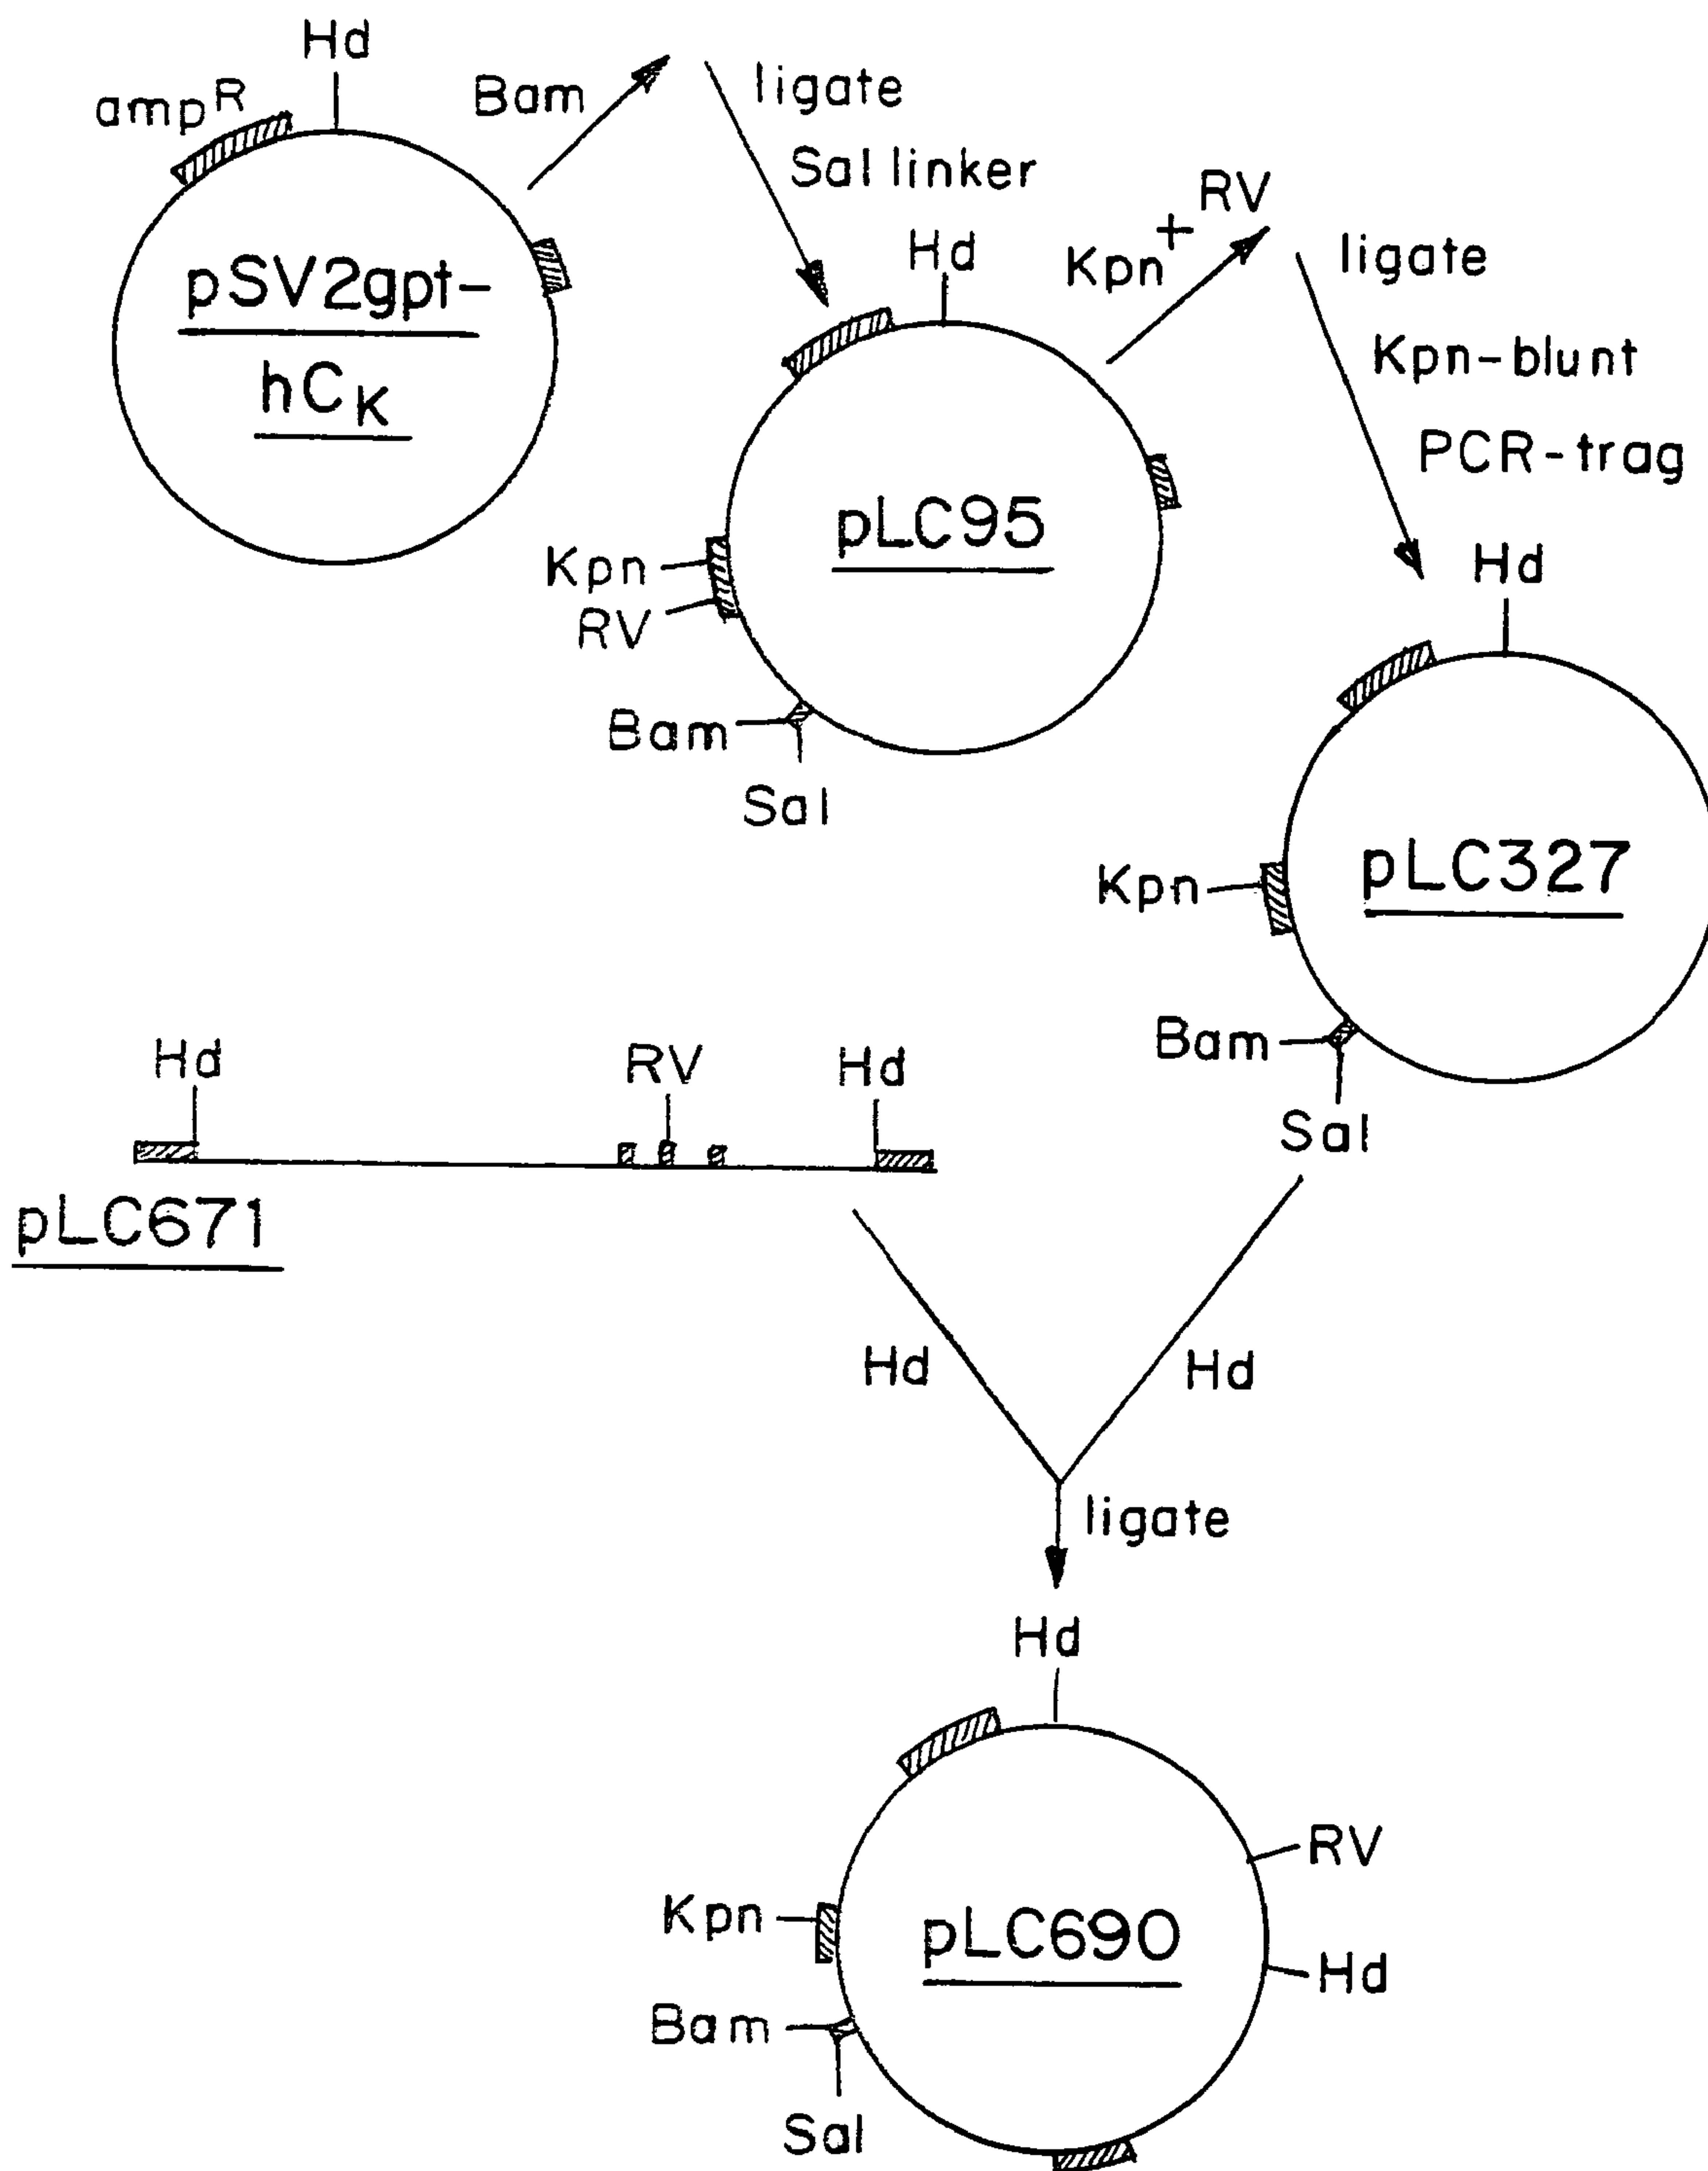 Hd
ampR
Bam
ligate
Sal linker
pSV2gpt-
hCK
Kpn + RV
ligate
Kpn-blunt
PCR-trag
Hd
pLC95
Kpn
RV
Bam
Sal
Hd
pLC327
Kpn
Bam
Sal
Hd
RV
Hd
pLC671
Hd
Hd
ligate
Hd
RV
Hd
pLC690
Kpn
Bam
Sal